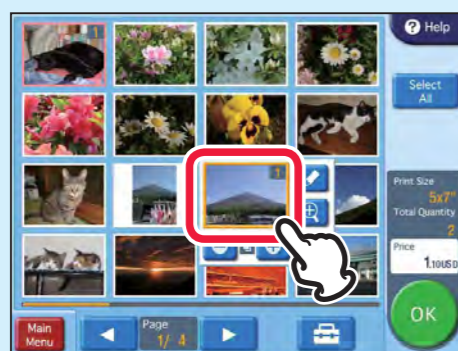 ? Help
Select
All
1
1
Print Size
5x7"
Total Quantity
2
Price
1.10USD
OK
Main
Menu
Page
1/ 4